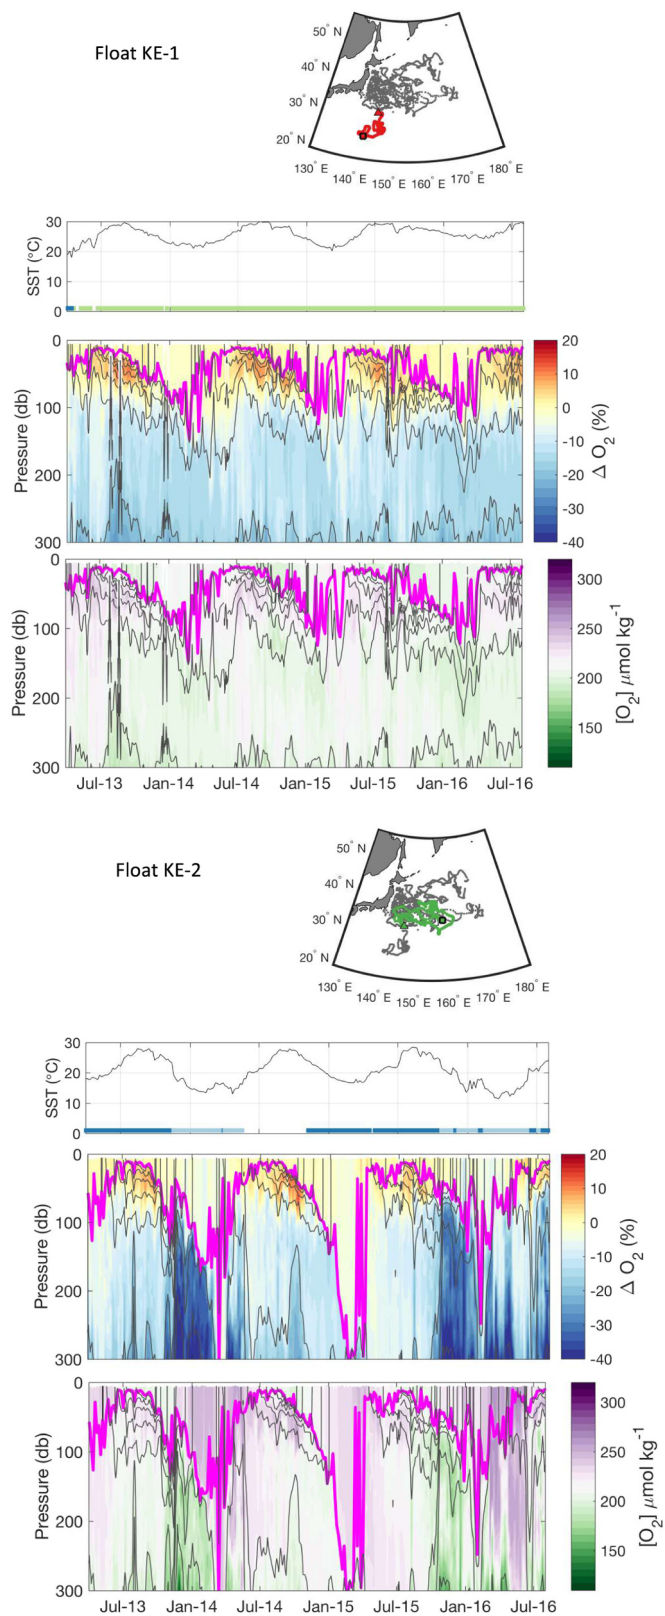 Float KE-1
50° N
40° N
30° N
20° N
130° E
140° E
150° E
160° E
170° E
180° E
SST (°C)
30
20
10
0
Pressure (db)
0
100
200
300
20
10
0
-10
-20
-30
-40
Δ O2 (%)
Pressure (db)
0
100
200
300
300
250
200
150
[O2] μmol kg-1
Jul-13 Jan-14 Jul-14 Jan-15 Jul-15 Jan-16 Jul-16
Float KE-2
50° N
40° N
30° N
20° N
130° E
140° E
150° E
160° E
170° E
180° E
SST (°C)
30
20
10
0
Pressure (db)
0
100
200
300
20
10
0
-10
-20
-30
-40
Δ O2 (%)
Pressure (db)
0
100
200
300
300
250
200
150
[O2] μmol kg-1
Jul-13 Jan-14 Jul-14 Jan-15 Jul-15 Jan-16 Jul-16